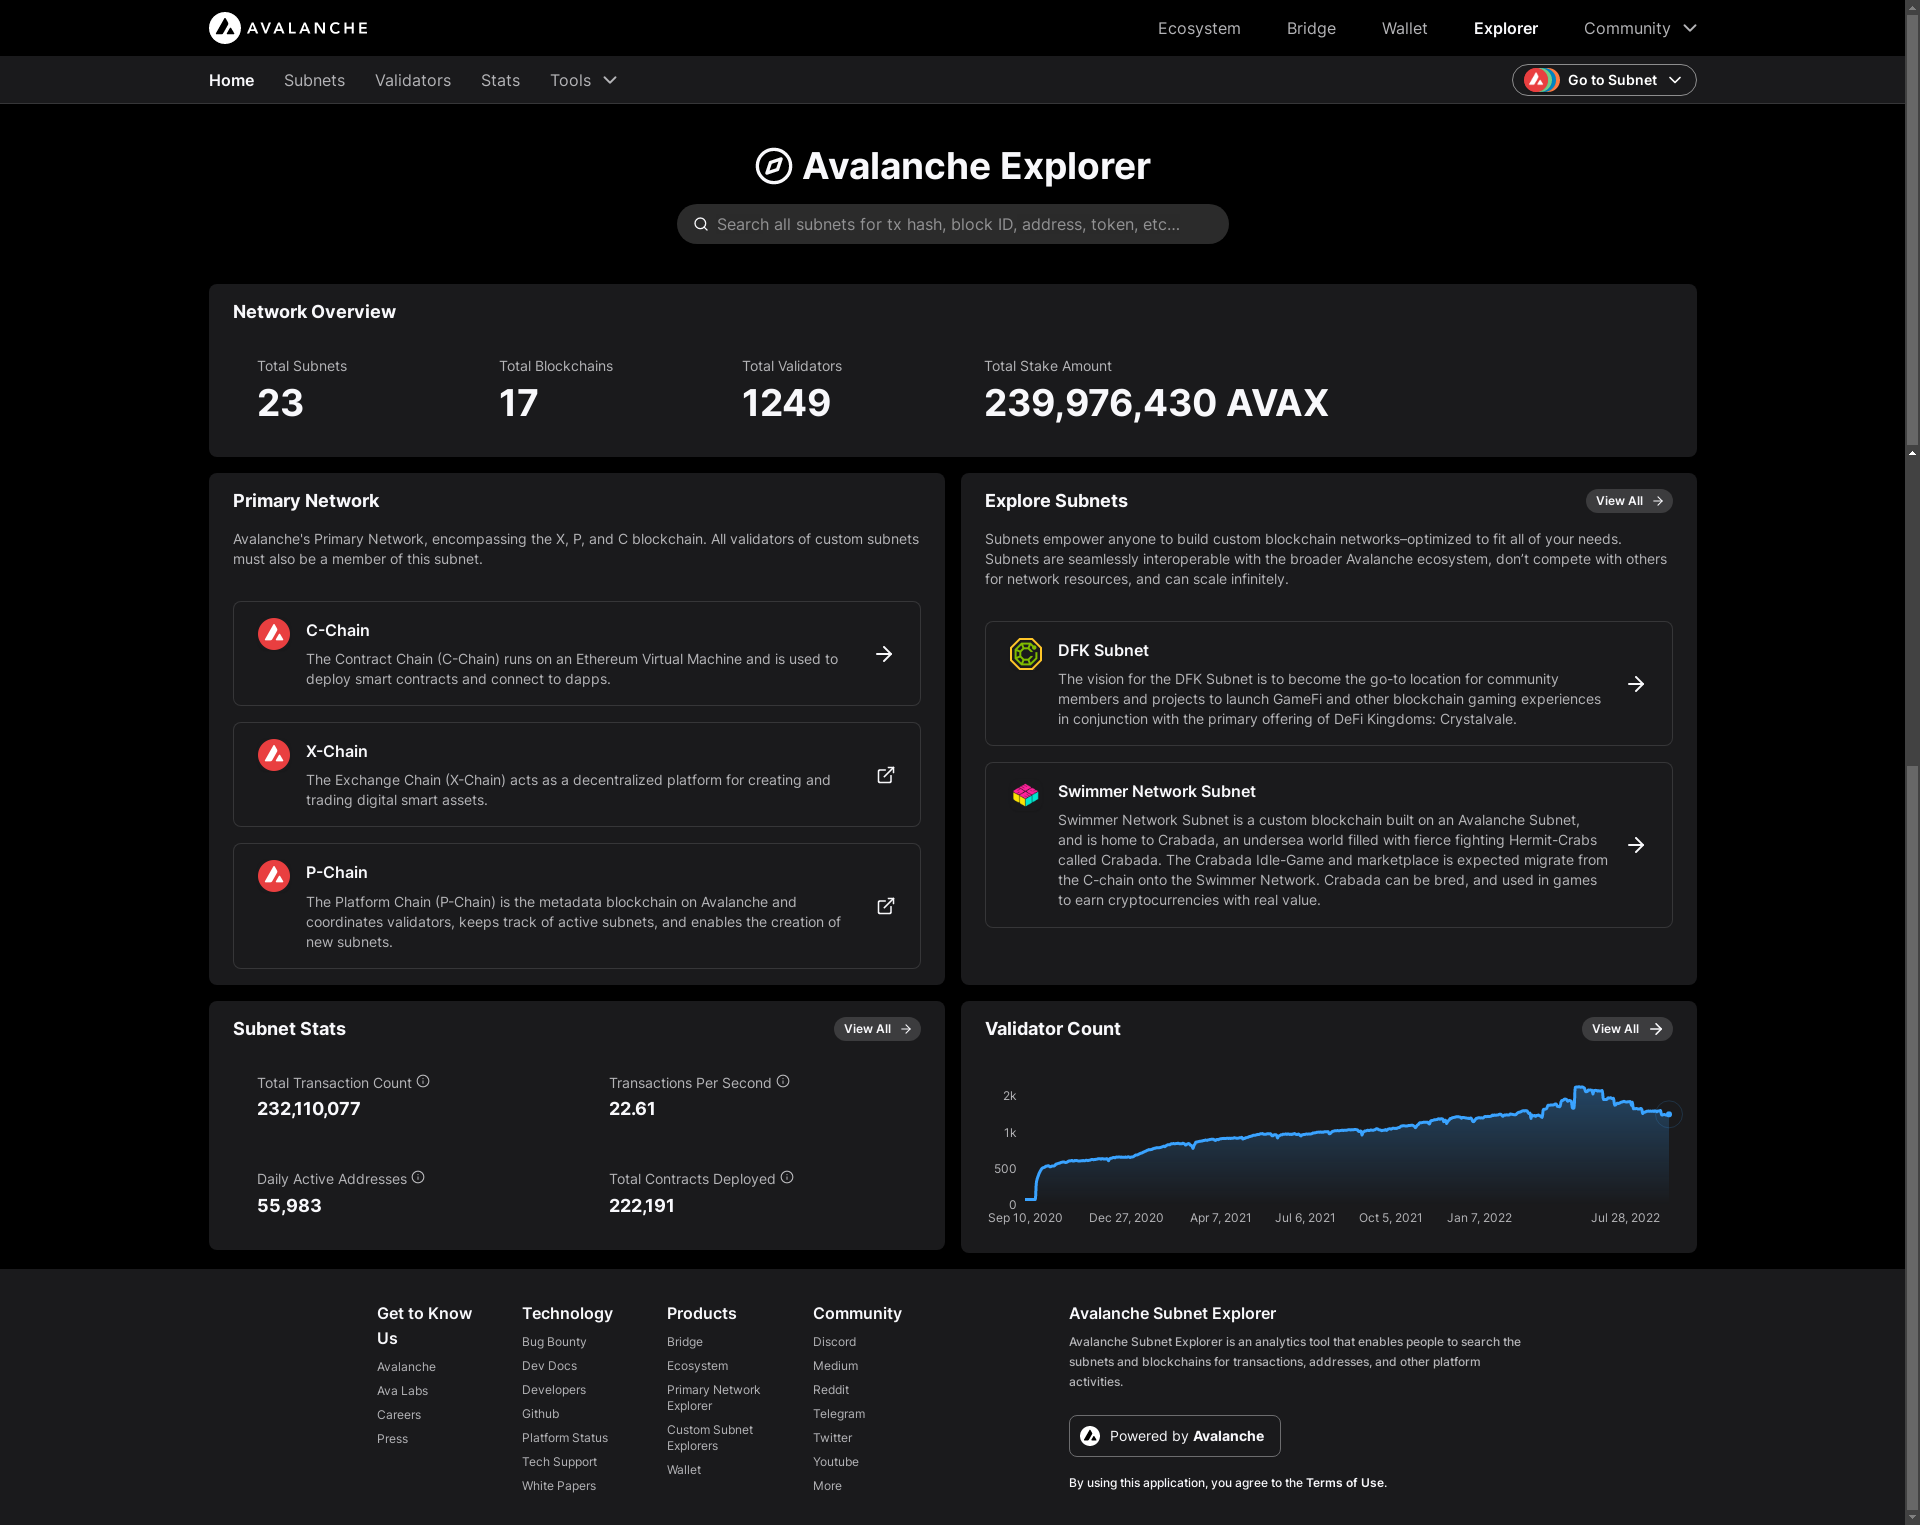 AVALANCHE
Ecosystem
Bridge
Wallet
Explorer
Community
Home
Subnets
Validators
Stats
Tools
Go to Subnet
Avalanche Explorer
Search all subnets for tx hash, block ID, address, token, etc...
Network Overview
Total Subnets
23
Total Blockchains
17
Total Validators
1249
Total Stake Amount
239,976,430 AVAX
Primary Network
Avalanche's Primary Network, encompassing the X, P, and C blockchain. All validators of custom subnets
must also be a member of this subnet.
C-Chain
The Contract Chain (C-Chain) runs on an Ethereum Virtual Machine and is used to
deploy smart contracts and connect to dapps.
X-Chain
The Exchange Chain (X-Chain) acts as a decentralized platform for creating and
trading digital smart assets.
P-Chain
The Platform Chain (P-Chain) is the metadata blockchain on Avalanche and
coordinates validators, keeps track of active subnets, and enables the creation of
new subnets.
Explore Subnets
View All
Subnets empower anyone to build custom blockchain networks–optimized to fit all of your needs.
Subnets are seamlessly interoperable with the broader Avalanche ecosystem, don’t compete with others
for network resources, and can scale infinitely.
DFK Subnet
The vision for the DFK Subnet is to become the go-to location for community
members and projects to launch GameFi and other blockchain gaming experiences
in conjunction with the primary offering of DeFi Kingdoms: Crystalvale.
Swimmer Network Subnet
Swimmer Network Subnet is a custom blockchain built on an Avalanche Subnet,
and is home to Crabada, an undersea world filled with fierce fighting Hermit-Crabs
called Crabada. The Crabada Idle-Game and marketplace is expected migrate from
the C-chain onto the Swimmer Network. Crabada can be bred, and used in games
to earn cryptocurrencies with real value.
Subnet Stats
View All
Total Transaction Count
232,110,077
Transactions Per Second
22.61
Daily Active Addresses
55,983
Total Contracts Deployed
222,191
Validator Count
View All
2k
1k
500
0
Sep 10, 2020
Dec 27, 2020
Apr 7, 2021
Jul 6, 2021
Oct 5, 2021
Jan 7, 2022
Jul 28, 2022
Get to Know
Us
Avalanche
Ava Labs
Careers
Press
Technology
Bug Bounty
Dev Docs
Developers
Github
Platform Status
Tech Support
White Papers
Products
Bridge
Ecosystem
Primary Network
Explorer
Custom Subnet
Explorers
Wallet
Community
Discord
Medium
Reddit
Telegram
Twitter
Youtube
More
Avalanche Subnet Explorer
Avalanche Subnet Explorer is an analytics tool that enables people to search the
subnets and blockchains for transactions, addresses, and other platform
activities.
Powered by Avalanche
By using this application, you agree to the Terms of Use.